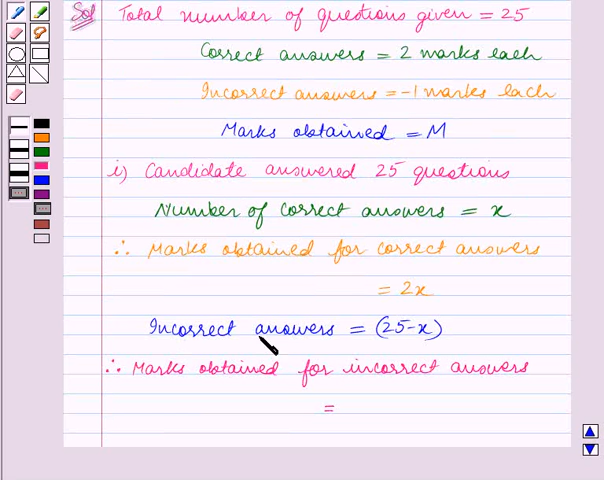 Sol Total number of questions given = 25
Correct answers = 2 marks each
Incorrect answers = -1 marks each
Marks obtained = M
i) Candidate answered 25 questions
Number of correct answers = x
∴ Marks obtained for correct answers
= 2x
Incorrect answers = (25-x)
∴ Marks obtained for incorrect answers
=